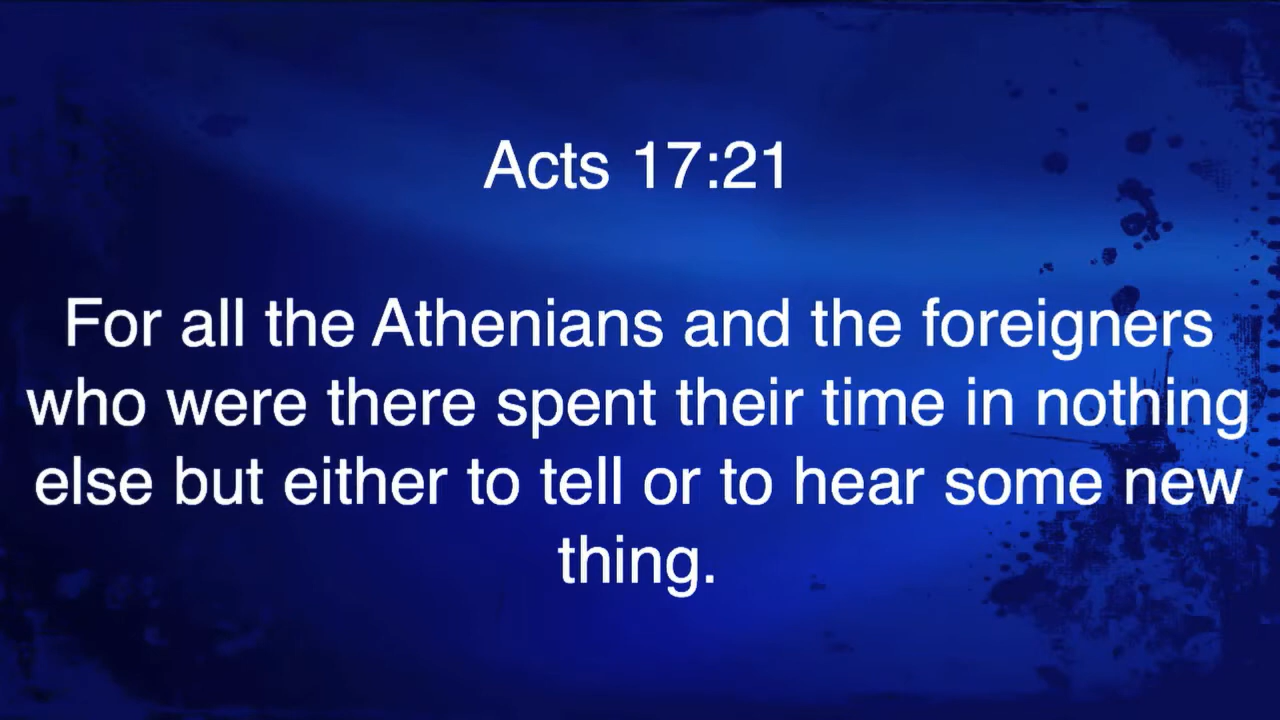 Acts 17:21
For all the Athenians and the foreigners
who were there spent their time in nothing
else but either to tell or to hear some new
thing.